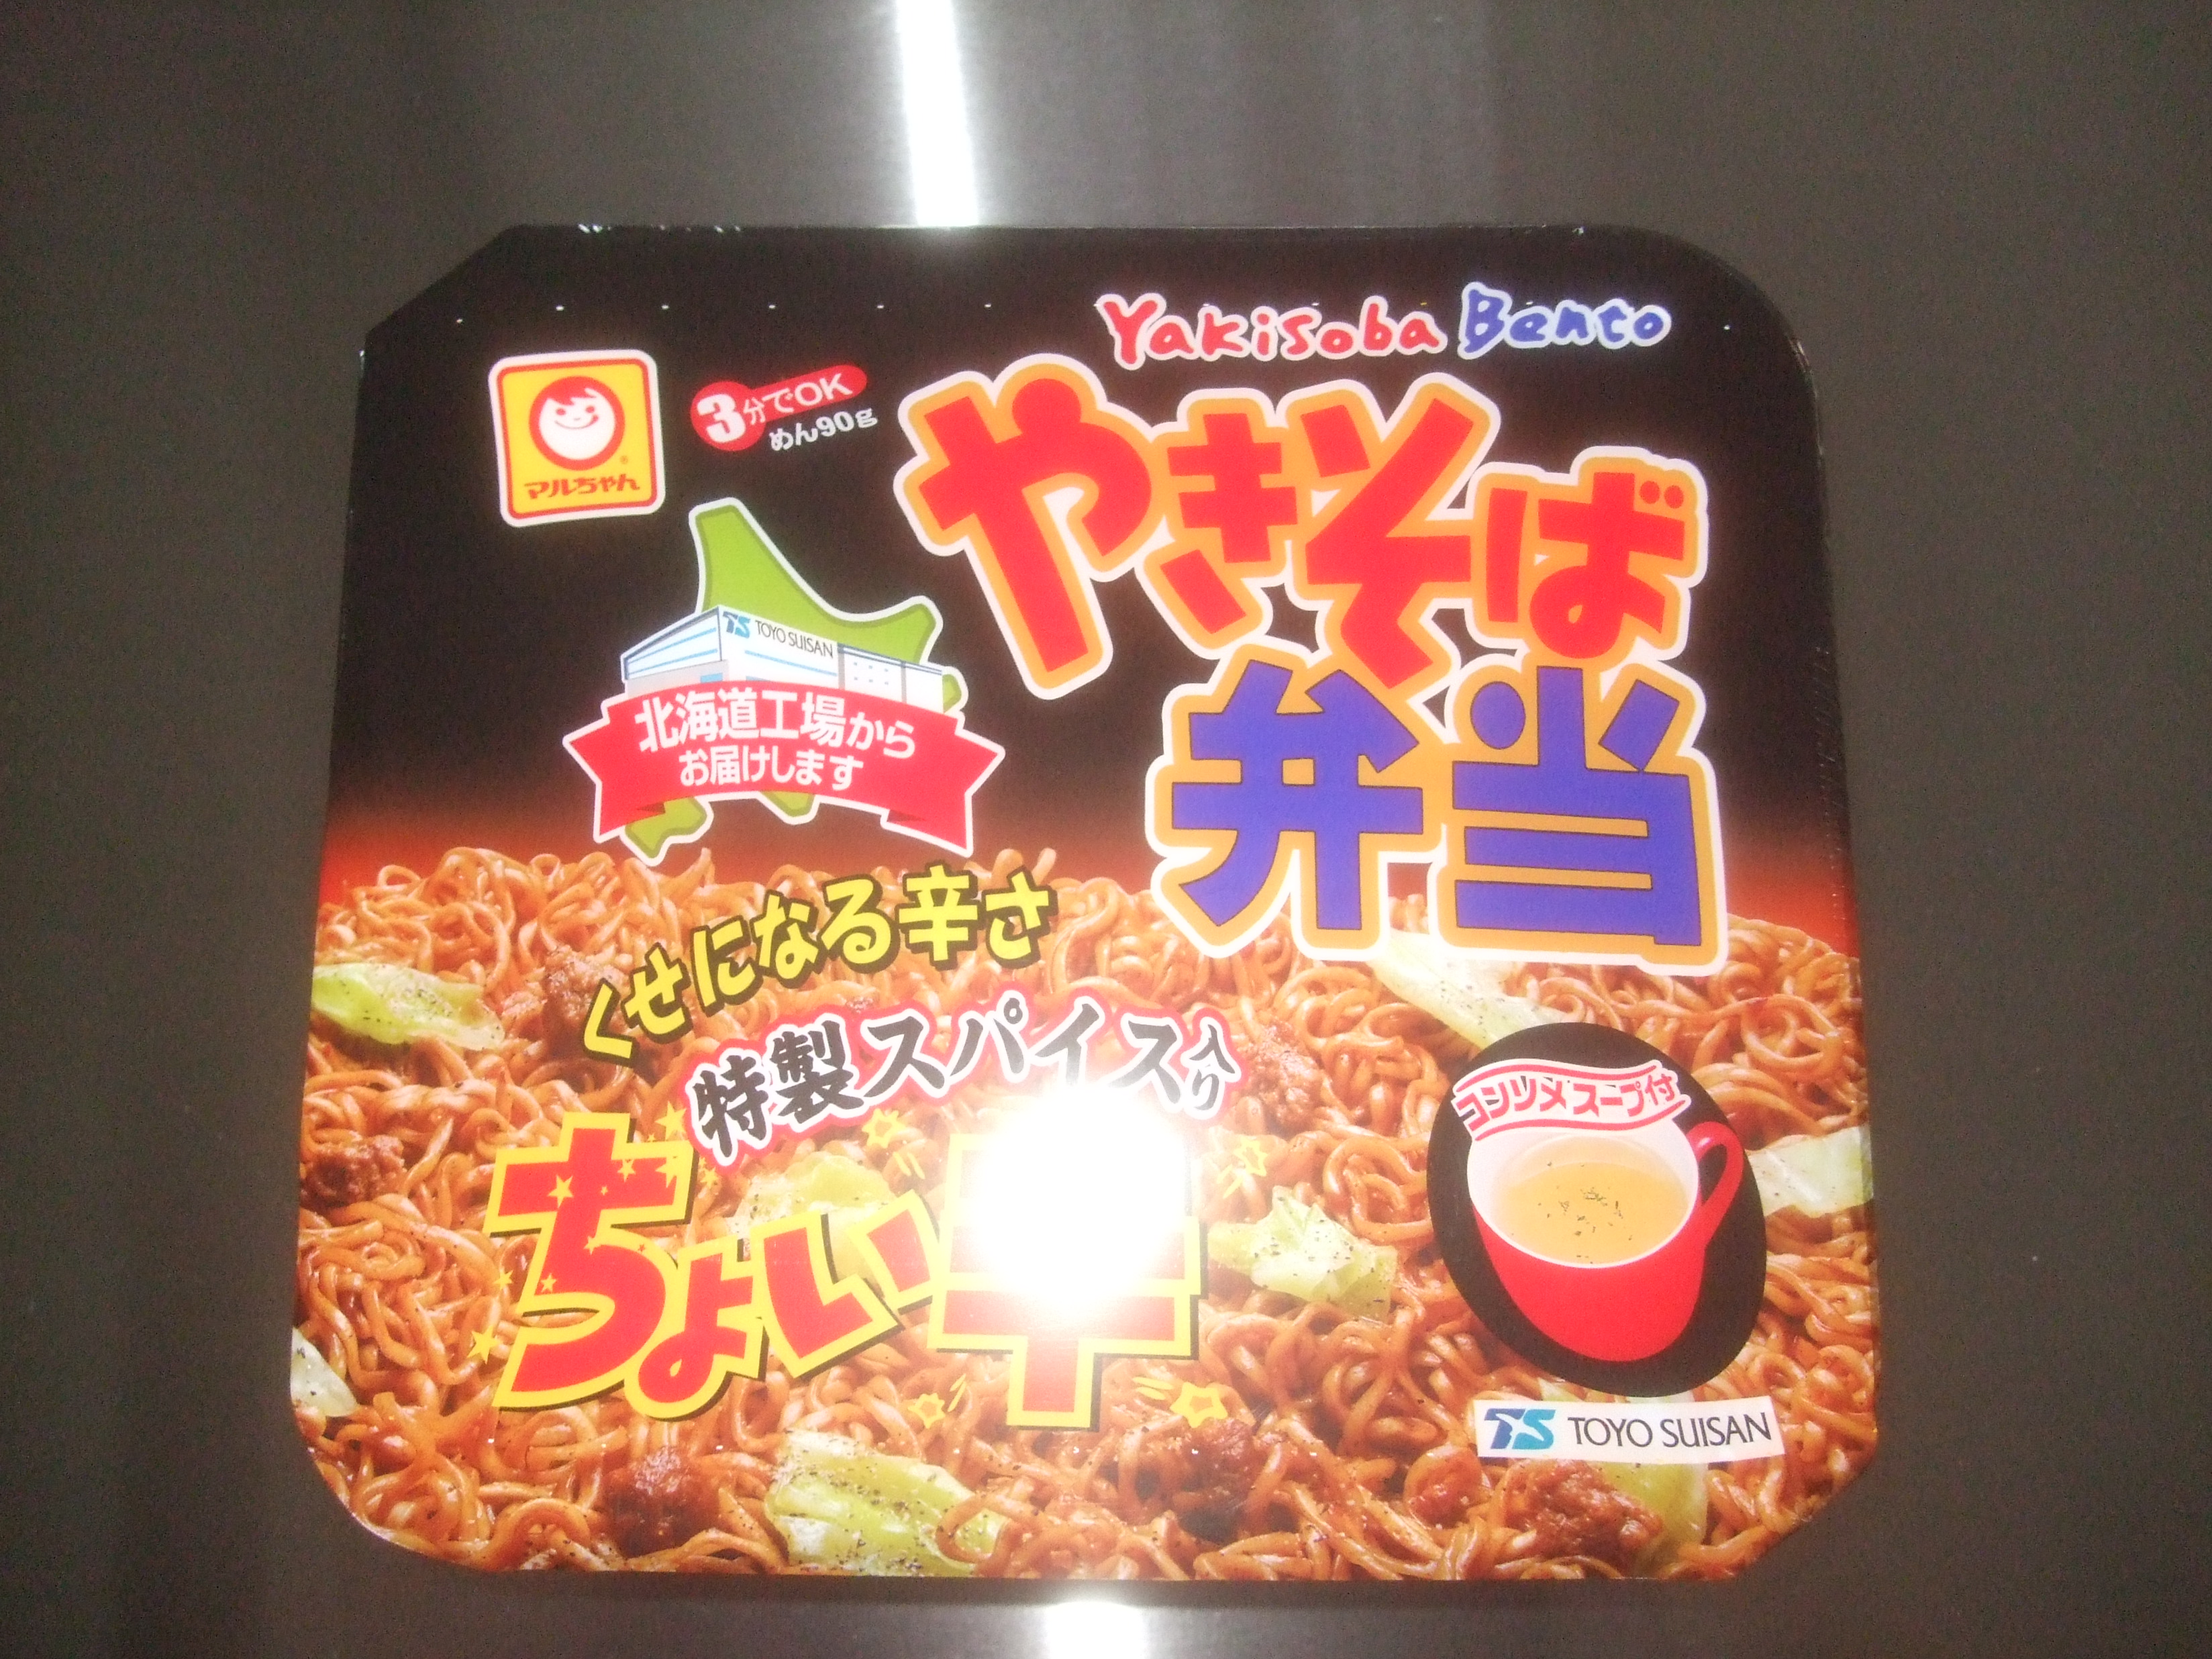 Yakisoba Bento
マルちゃん
3分でOK
めん90g
やきそば
弁当
TS TOYO SUISAN
北海道工場から
お届けします
くせになる辛さ
特製スパイス入り
ちょい辛
コンソメスープ付
TS TOYO SUISAN